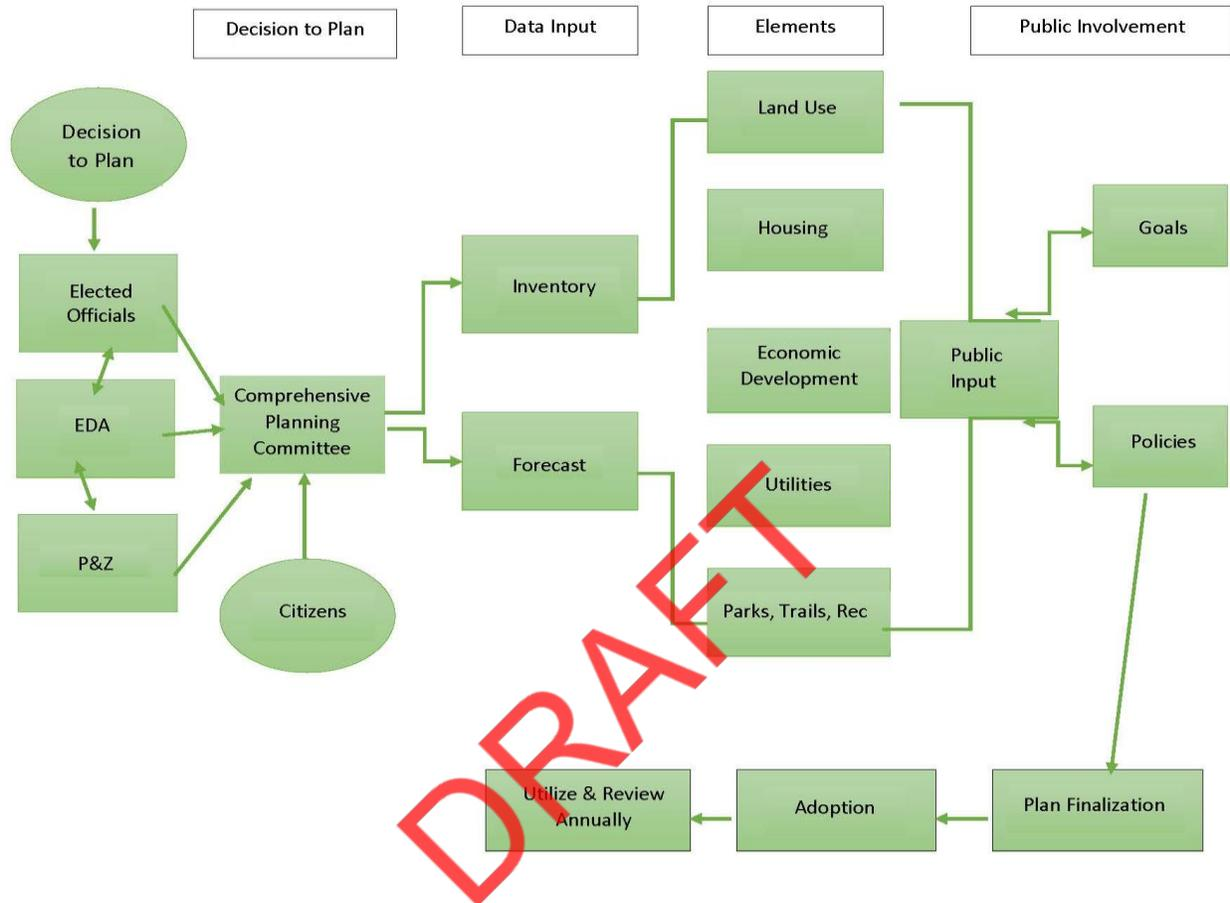 Decision to Plan
Data Input
Elements
Public Involvement
Decision
to Plan
Elected
Officials
EDA
P&Z
Comprehensive
Planning
Committee
Citizens
Inventory
Forecast
Land Use
Housing
Economic
Development
Utilities
Parks, Trails, Rec
Public
Input
Goals
Policies
Plan Finalization
Adoption
Utilize & Review
Annually
DRAFT